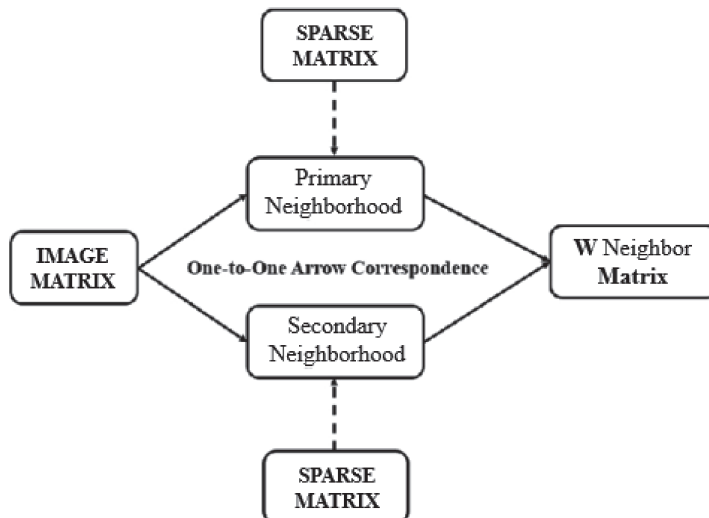 SPARSE
MATRIX
Primary
Neighborhood
IMAGE
MATRIX
One-to-One Arrow Correspondence
W Neighbor
Matrix
Secondary
Neighborhood
SPARSE
MATRIX